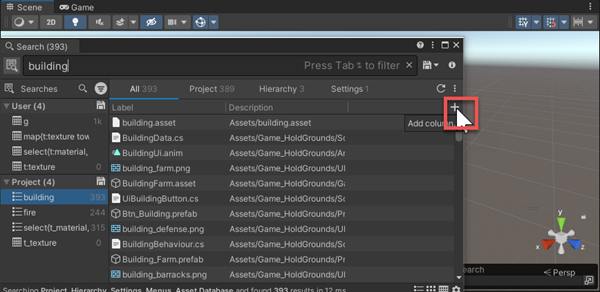 Scene Game
2D
Search (393)
building Press Tab to filter
Searches All 393 Project 389 Hierarchy 3 Settings 1
User (4) Label Description
g 1k building.asset Assets/building.asset Add column
map(t:texture tow BuildingData.cs Assets/Game_HoldGrounds/Sc
select(t:material, BuildingUi.anim Assets/Game_HoldGrounds/Ar
t:texture 0 building_farm.png Assets/Game_HoldGrounds/UI
Project (4) BuildingFarm.asset Assets/Game_HoldGrounds/Ga
building 393 UiBuildingButton.cs Assets/Game_HoldGrounds/Sc
fire 244 Btn_Building.prefab Assets/Game_HoldGrounds/Pr
select(t_material, 315 building_defense.png Assets/Game_HoldGrounds/UI
t_texture 0 BuildingBehaviour.cs Assets/Game_HoldGrounds/Sc
Building_Farm.prefab Assets/Game_HoldGrounds/Pr
building_barracks.png Assets/Game_HoldGrounds/UI
Searching Project, Hierarchy, Settings, Menus, Asset Database and found 393 results in 12 ms
y
x
z
Persp
search